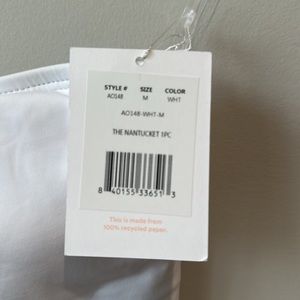 STYLE # SIZE COLOR
AO148 M WHT
AO148-WHT-M
THE NANTUCKET 1PC
8 40155 33651 3
This is made from
100% recycled paper.